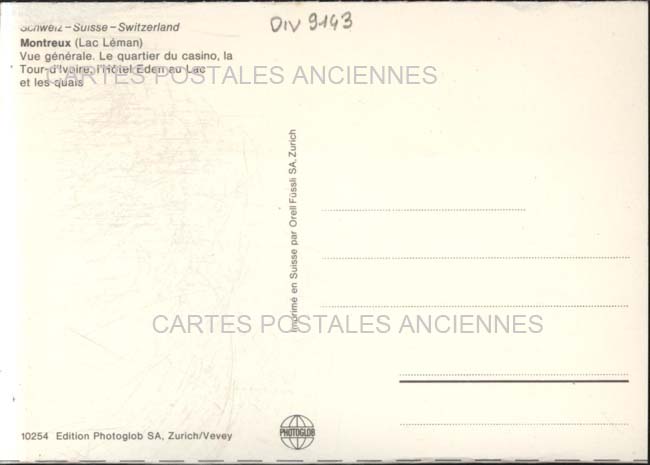 DIV 9143
Schweiz – Suisse – Switzerland
Montreux (Lac Léman)
Vue générale. Le quartier du casino, la
Tour-d'Ivoire, l'Hôtel Eden au Lac
et les quais
CARTES POSTALES ANCIENNES
Imprimé en Suisse par Orell Füssli SA, Zurich
CARTES POSTALES ANCIENNES
10254 Edition Photoglob SA, Zurich/Vevey
PHOTOGLOB